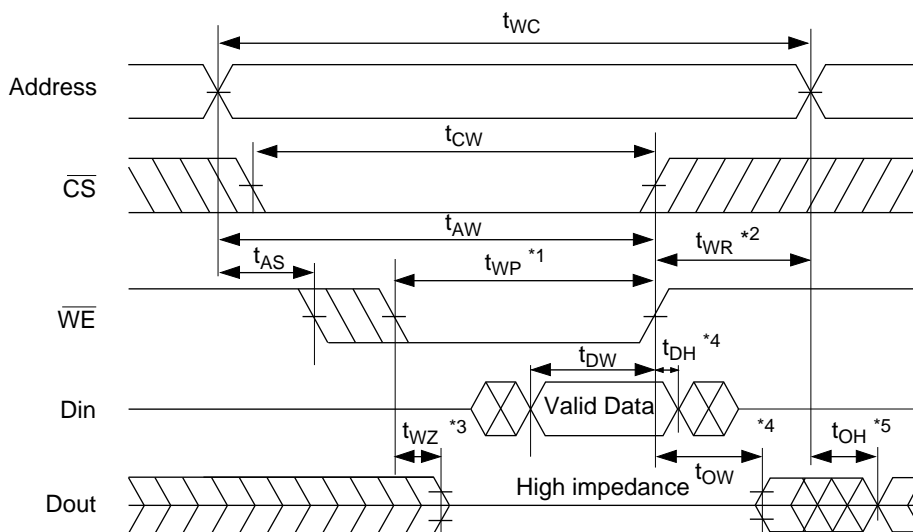 tWC
Address
tCW
CS
tAW
tAS
tWP *1
tWR *2
WE
tDW
tDH *4
Din
Valid Data
tWZ *3
*4
tOH *5
tOW
High impedance
Dout